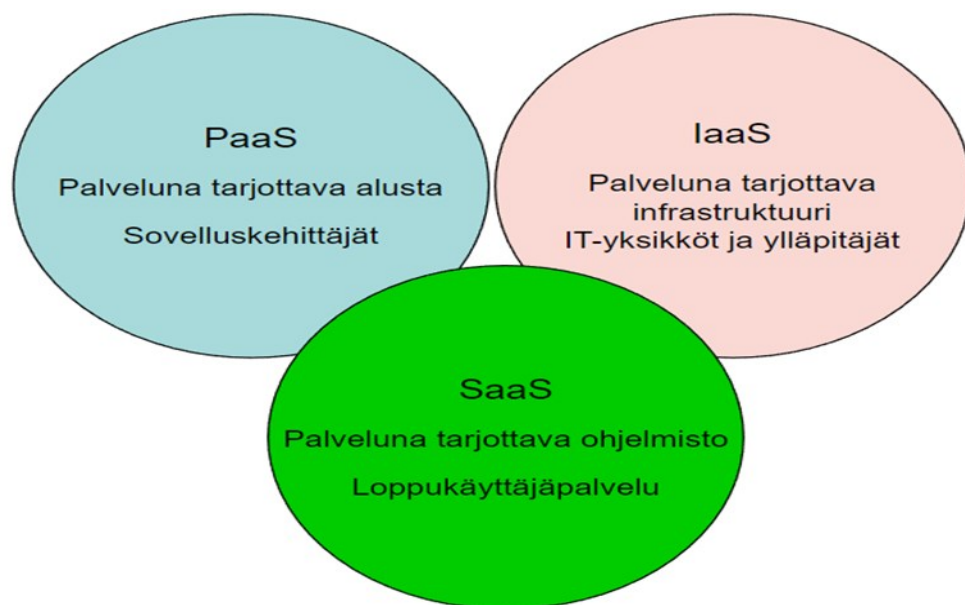 PaaS
Palveluna tarjottava alusta
Sovelluskehittäjät
IaaS
Palveluna tarjottava
infrastruktuuri
IT-yksikköt ja ylläpitäjät
SaaS
Palveluna tarjottava ohjelmisto
Loppukäyttäjäpalvelu